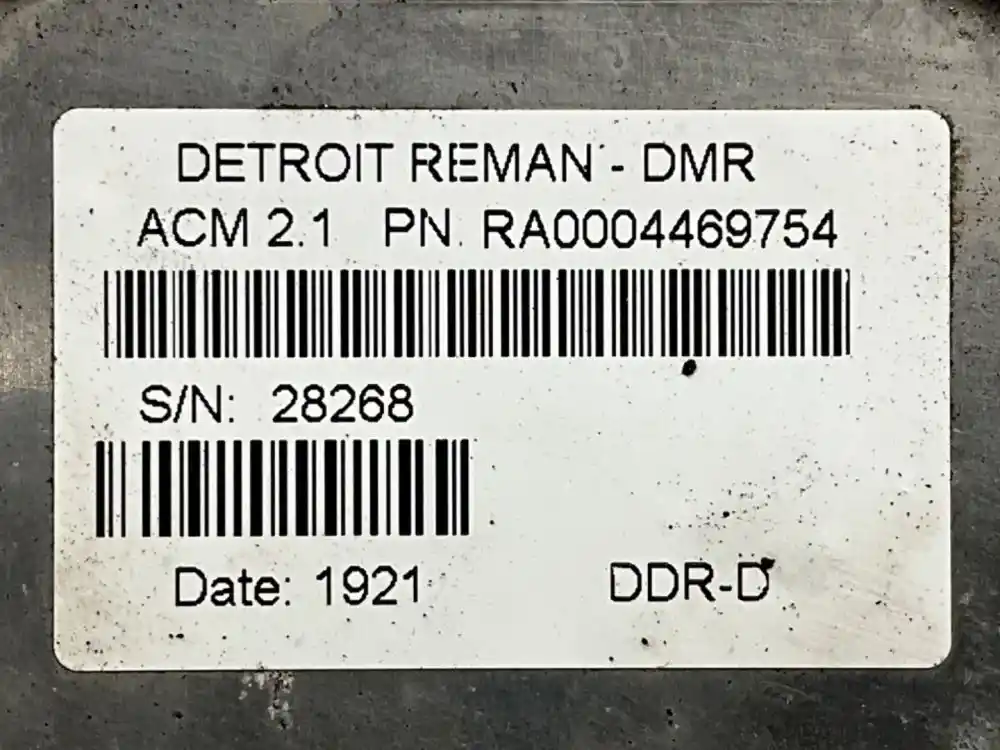 DETROIT REMAN - DMR
ACM 2.1 PN RA0004469754
S/N: 28268
Date: 1921 DDR-D